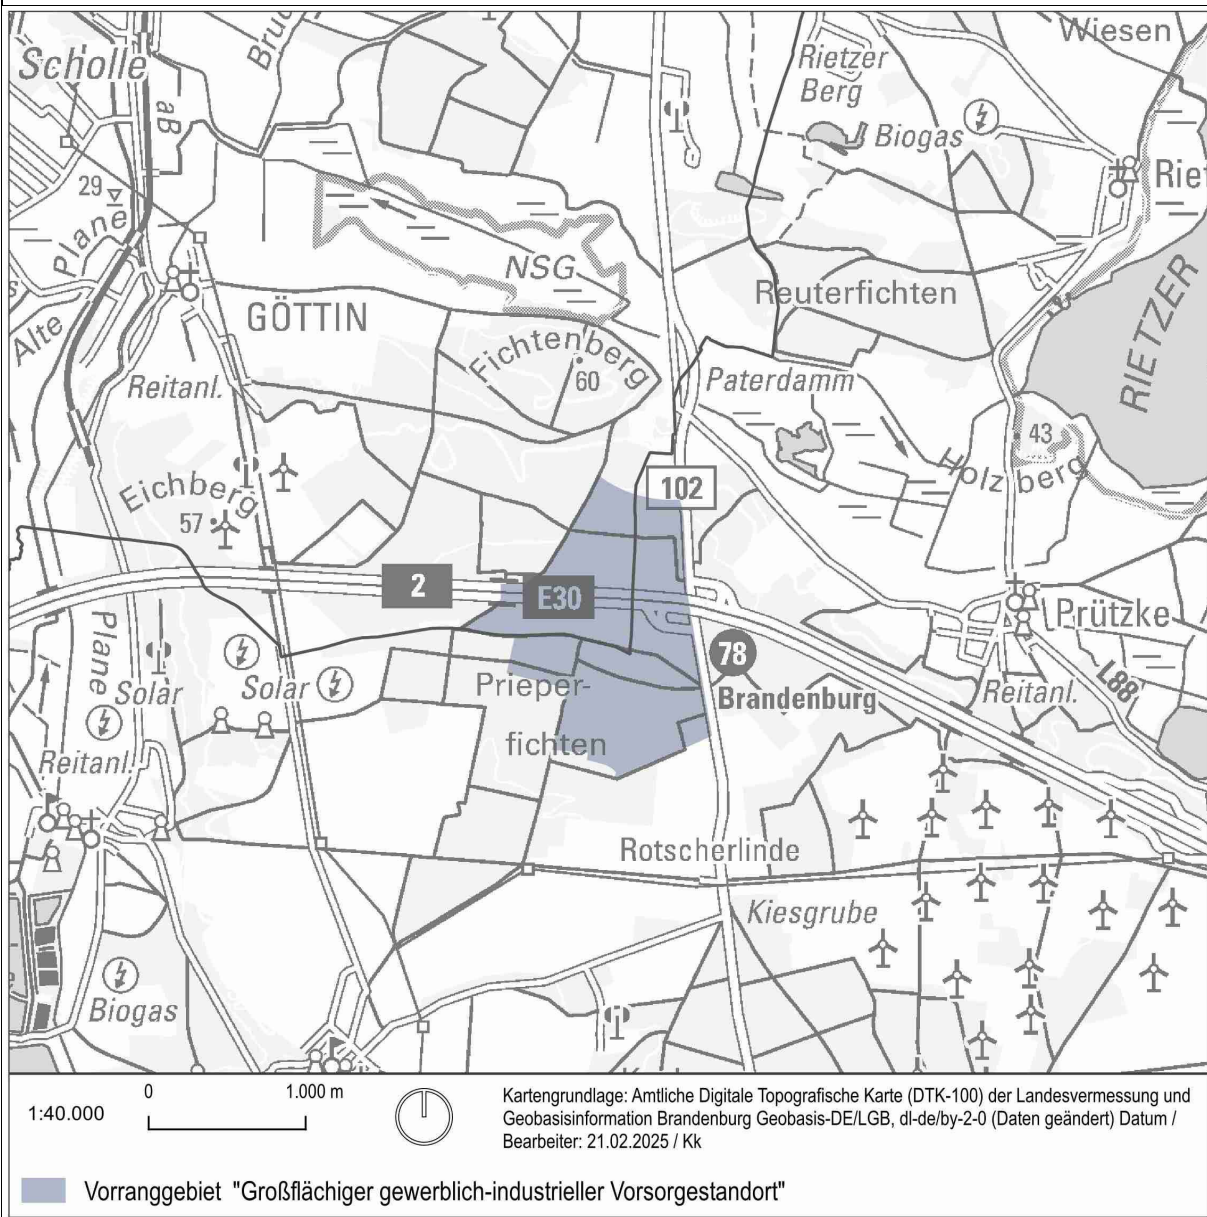 Wiesen
Bruc
Scholle
Rietzer
Berg
aB
Biogas
29
Riet
Plane
NSG
Reuterfichten
RIETZER
Alte
GÖTTIN
Fichtenberg
60
Reitanl.
Paterdamm
43
Holzberg
Eichberg
57
102
2
E30
Plane
Prützke
78
Solar
Solar
Prieper-
Reitanl.
L88
Brandenburg
fichten
Reitanl.
Rotscherlinde
Kiesgrube
Biogas
0
1.000 m
1:40.000
Kartengrundlage: Amtliche Digitale Topografische Karte (DTK-100) der Landesvermessung und
Geobasisinformation Brandenburg Geobasis-DE/LGB, dl-de/by-2-0 (Daten geändert) Datum /
Bearbeiter: 21.02.2025 / Kk
Vorranggebiet "Großflächiger gewerblich-industrieller Vorsorgestandort"